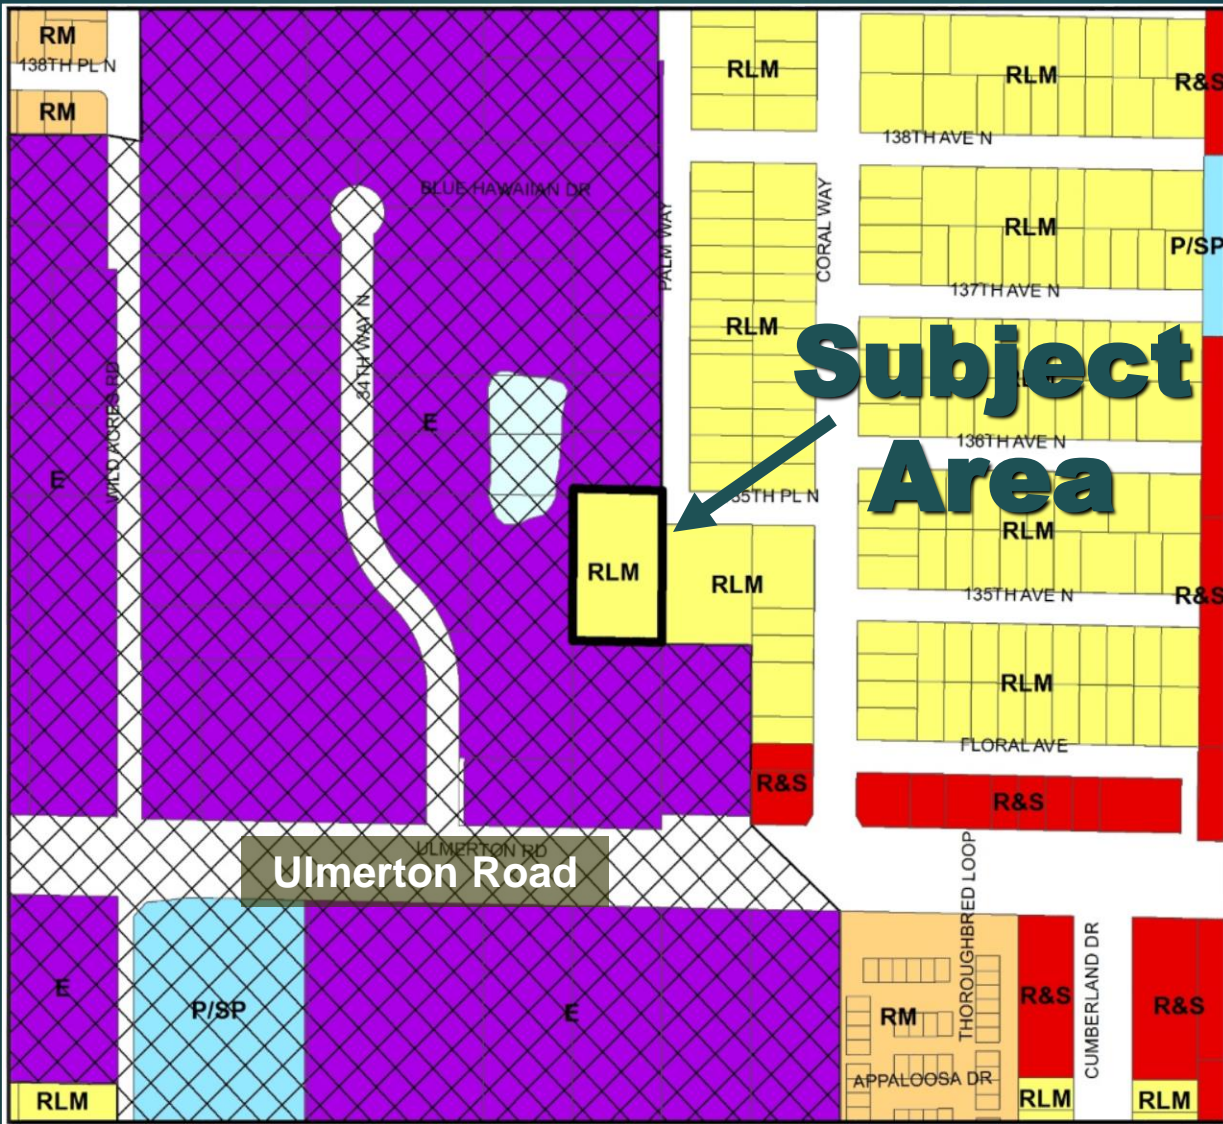 RM
138TH PL N
RM
RLM
RLM
R&S
138TH AVE N
BLUE HAWAIIAN DR
PALM WAY
CORAL WAY
RLM
P/SP
137TH AVE N
34TH WAY N
RLM
Subject
Area
WILD ACRES RD
E
E
136TH AVE N
35TH PL N
RLM
RLM
RLM
135TH AVE N
R&S
RLM
FLORAL AVE
R&S
R&S
ULMERTON RD
Ulmerton Road
THOROUGHBRED LOOP
CUMBERLAND DR
E
P/SP
E
RM
R&S
R&S
APPALOOSA DR
RLM
RLM
RLM